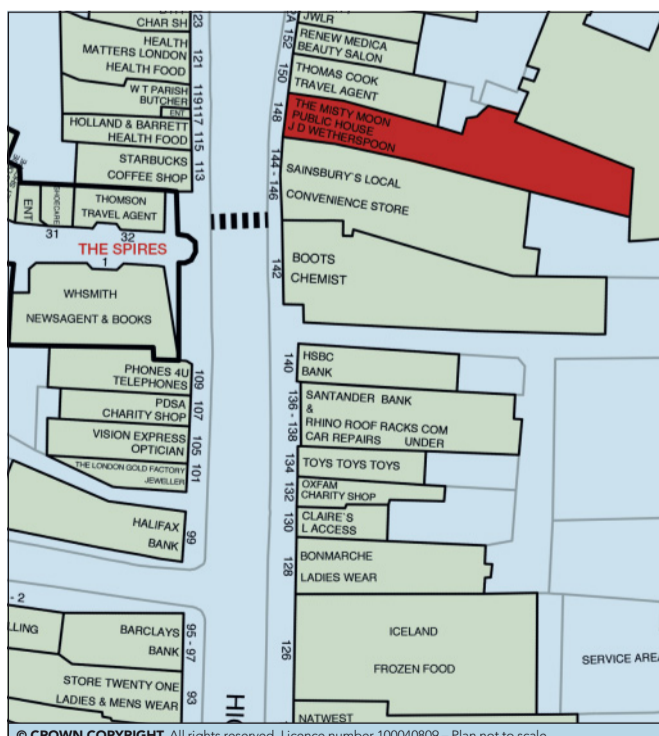 123
CHAR SH
HEALTH
MATTERS LONDON
HEALTH FOOD
121
W T PARISH
BUTCHER
119
ENT
117
HOLLAND & BARRETT
HEALTH FOOD
115
STARBUCKS
COFFEE SHOP
113
ENT
SHOECARE
THOMSON
TRAVEL AGENT
31
32
THE SPIRES
1
WHSMITH
NEWSAGENT & BOOKS
PHONES 4U
TELEPHONES
109
PDSA
CHARITY SHOP
107
VISION EXPRESS
OPTICIAN
105
THE LONDON GOLD FACTORY
JEWELLER
101
HALIFAX
BANK
99
- 2
LLING
BARCLAYS
BANK
95 - 97
STORE TWENTY ONE
LADIES & MENS WEAR
93
JWLR
2A
152
RENEW MEDICA
BEAUTY SALON
150
THOMAS COOK
TRAVEL AGENT
148
THE MISTY MOON
PUBLIC HOUSE
J D WETHERSPOON
144 - 146
SAINSBURY'S LOCAL
CONVENIENCE STORE
142
BOOTS
CHEMIST
140
HSBC
BANK
136 - 138
SANTANDER BANK
&
RHINO ROOF RACKS COM
CAR REPAIRS UNDER
134
TOYS TOYS TOYS
132
OXFAM
CHARITY SHOP
130
CLAIRE`S
L ACCESS
128
BONMARCHE
LADIES WEAR
126
ICELAND
FROZEN FOOD
SERVICE AREA
NATWEST
HIG
© CROWN COPYRIGHT. All rights reserved. Licence number 100040809 Plan not to scale